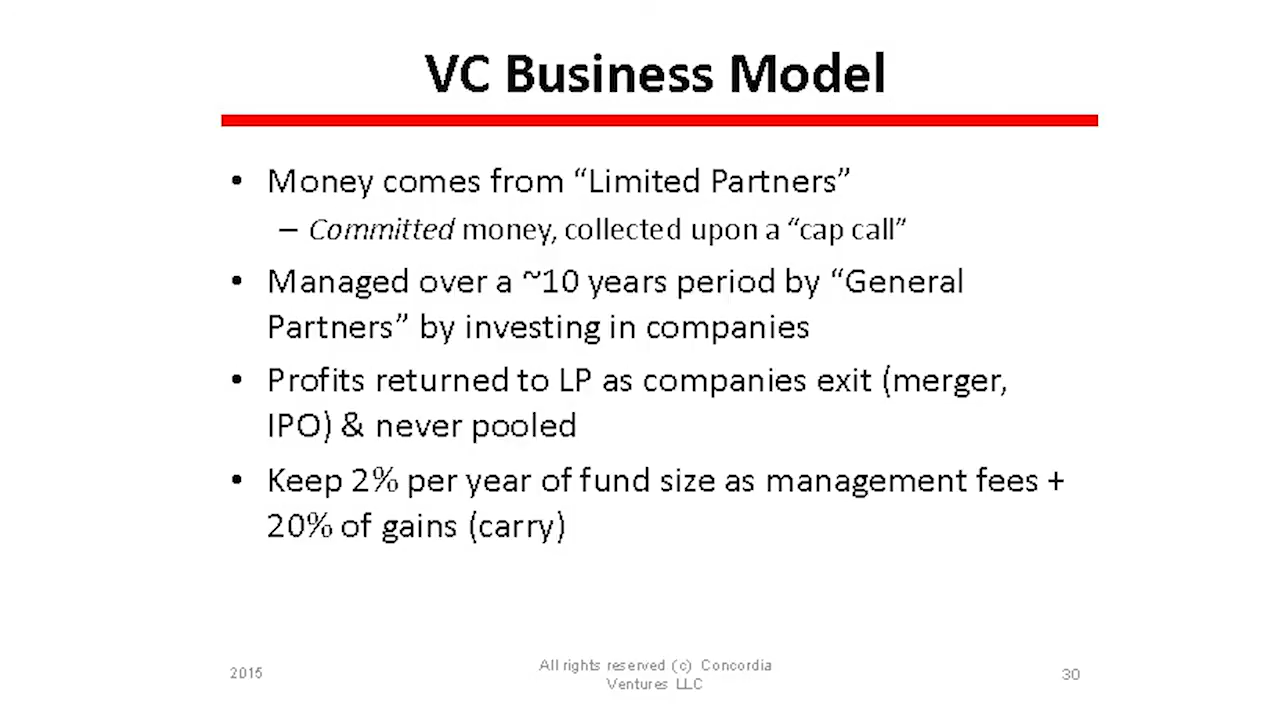 VC Business Model
• Money comes from “Limited Partners”
– Committed money, collected upon a “cap call”
• Managed over a ~10 years period by “General
Partners” by investing in companies
• Profits returned to LP as companies exit (merger,
IPO) & never pooled
• Keep 2% per year of fund size as management fees +
20% of gains (carry)
2015
All rights reserved (c) Concordia
Ventures LLC
30